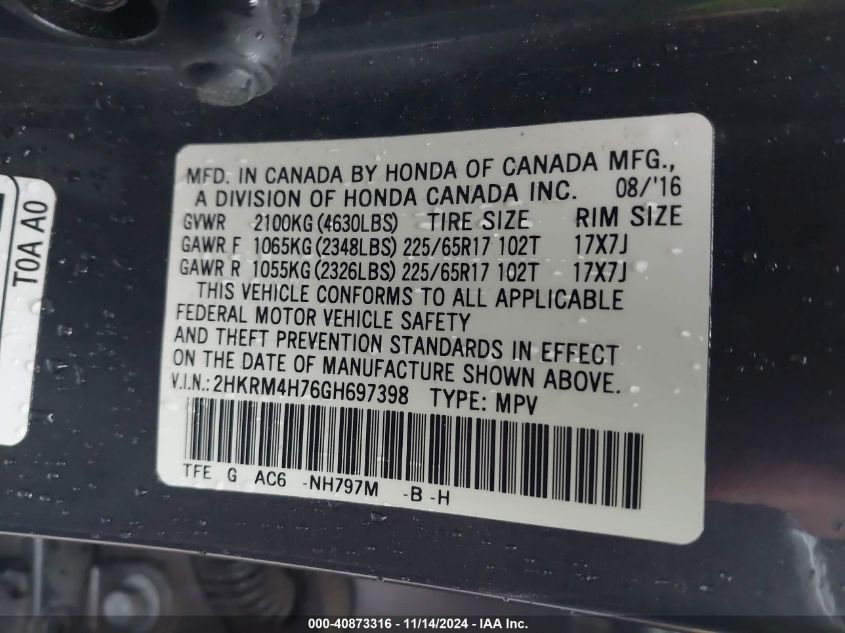 T0A A0
MFD. IN CANADA BY HONDA OF CANADA MFG.,
A DIVISION OF HONDA CANADA INC. 08/'16
GVWR 2100KG (4630LBS) TIRE SIZE RIM SIZE
GAWR F 1065KG (2348LBS) 225/65R17 102T 17X7J
GAWR R 1055KG (2326LBS) 225/65R17 102T 17X7J
THIS VEHICLE CONFORMS TO ALL APPLICABLE
FEDERAL MOTOR VEHICLE SAFETY
AND THEFT PREVENTION STANDARDS IN EFFECT
ON THE DATE OF MANUFACTURE SHOWN ABOVE.
V.I.N.: 2HKRM4H76GH697398 TYPE: MPV
TFE G AC6 -NH797M -B -H
000-40873316 - 11/14/2024 - IAA Inc.